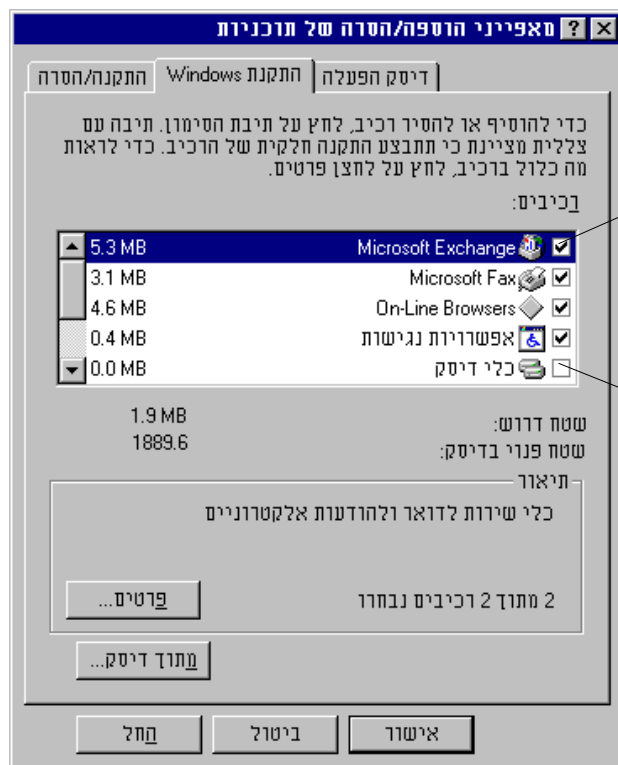 מאפייני הוספה/הסרה של תוכניות
התקנה/הסרה
התקנת Windows
דיסק הפעלה
כדי להוסיף או להסיר רכיב, לחץ על תיבת הסימון. תיבה עם
צללית מציינת כי תתבצע התקנה חלקית של הרכיב. כדי לראות
מה כלול ברכיב, לחץ על לחצן פרטים.
רכיבים:
Microsoft Exchange 5.3 MB
Microsoft Fax 3.1 MB
On-Line Browsers 4.6 MB
אפשרויות נגישות 0.4 MB
כלי דיסק 0.0 MB
שטח דרוש: 1.9 MB
שטח פנוי בדיסק: 1889.6
תיאור
כלי שירות לדואר ולהודעות אלקטרוניים
2 מתוך 2 רכיבים נבחרו
פרטים...
מתוך דיסק...
אישור
ביטול
החל